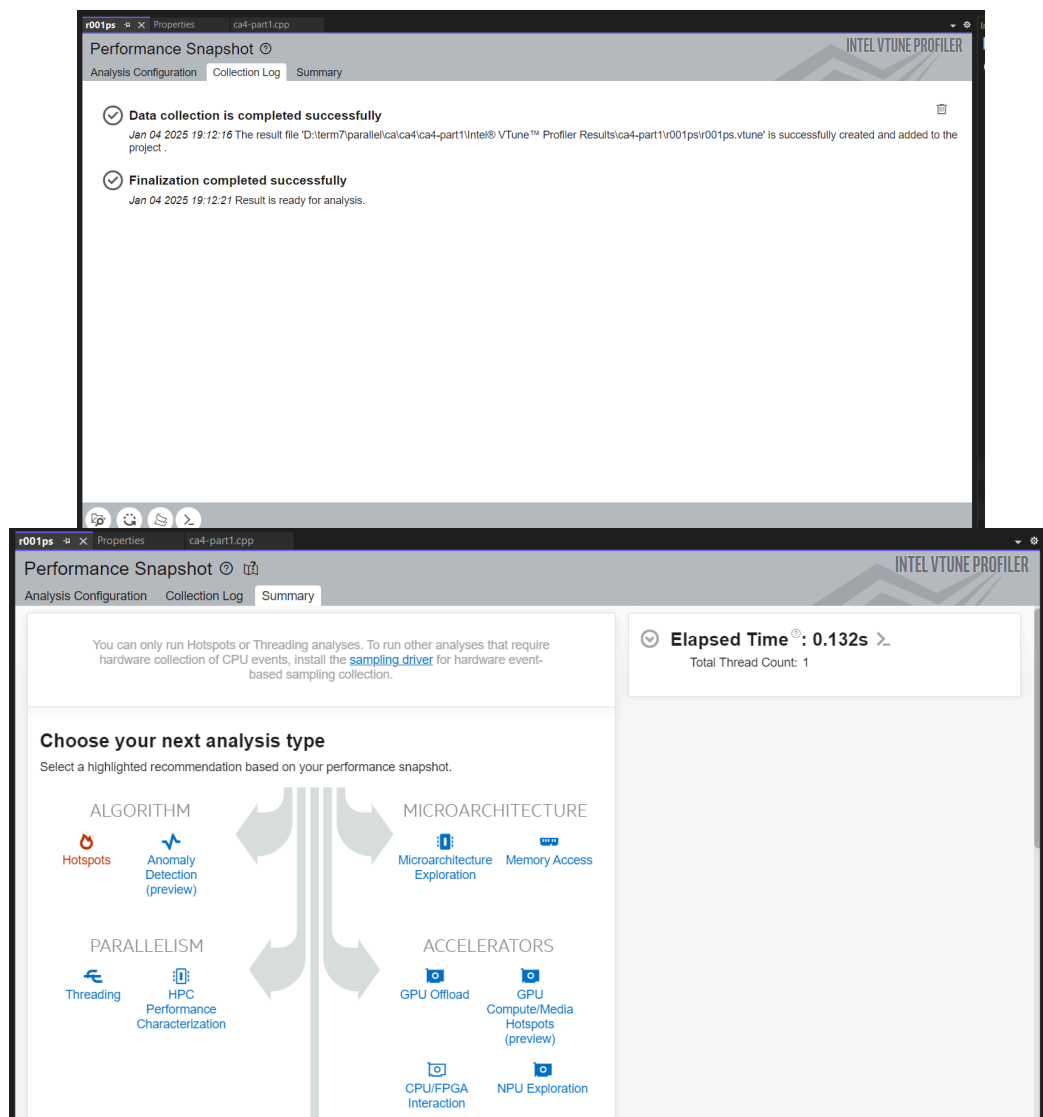 r001ps Properties ca4-part1.cpp
Performance Snapshot
INTEL VTUNE PROFILER
Analysis Configuration Collection Log Summary
Data collection is completed successfully
Jan 04 2025 19:12:16 The result file 'D:\term7\parallel\ca\ca4\ca4-part1\Intel® VTune™ Profiler Results\ca4-part1\r001ps\r001ps.vtune' is successfully created and added to the
project .
Finalization completed successfully
Jan 04 2025 19:12:21 Result is ready for analysis.
r001ps Properties ca4-part1.cpp
Performance Snapshot
INTEL VTUNE PROFILER
Analysis Configuration Collection Log Summary
You can only run Hotspots or Threading analyses. To run other analyses that require
hardware collection of CPU events, install the sampling driver for hardware event-
based sampling collection.
Elapsed Time: 0.132s
Total Thread Count: 1
Choose your next analysis type
Select a highlighted recommendation based on your performance snapshot.
ALGORITHM
Hotspots
Anomaly
Detection
(preview)
MICROARCHITECTURE
Microarchitecture
Exploration
Memory Access
PARALLELISM
Threading
HPC
Performance
Characterization
ACCELERATORS
GPU Offload
GPU
Compute/Media
Hotspots
(preview)
CPU/FPGA
Interaction
NPU Exploration